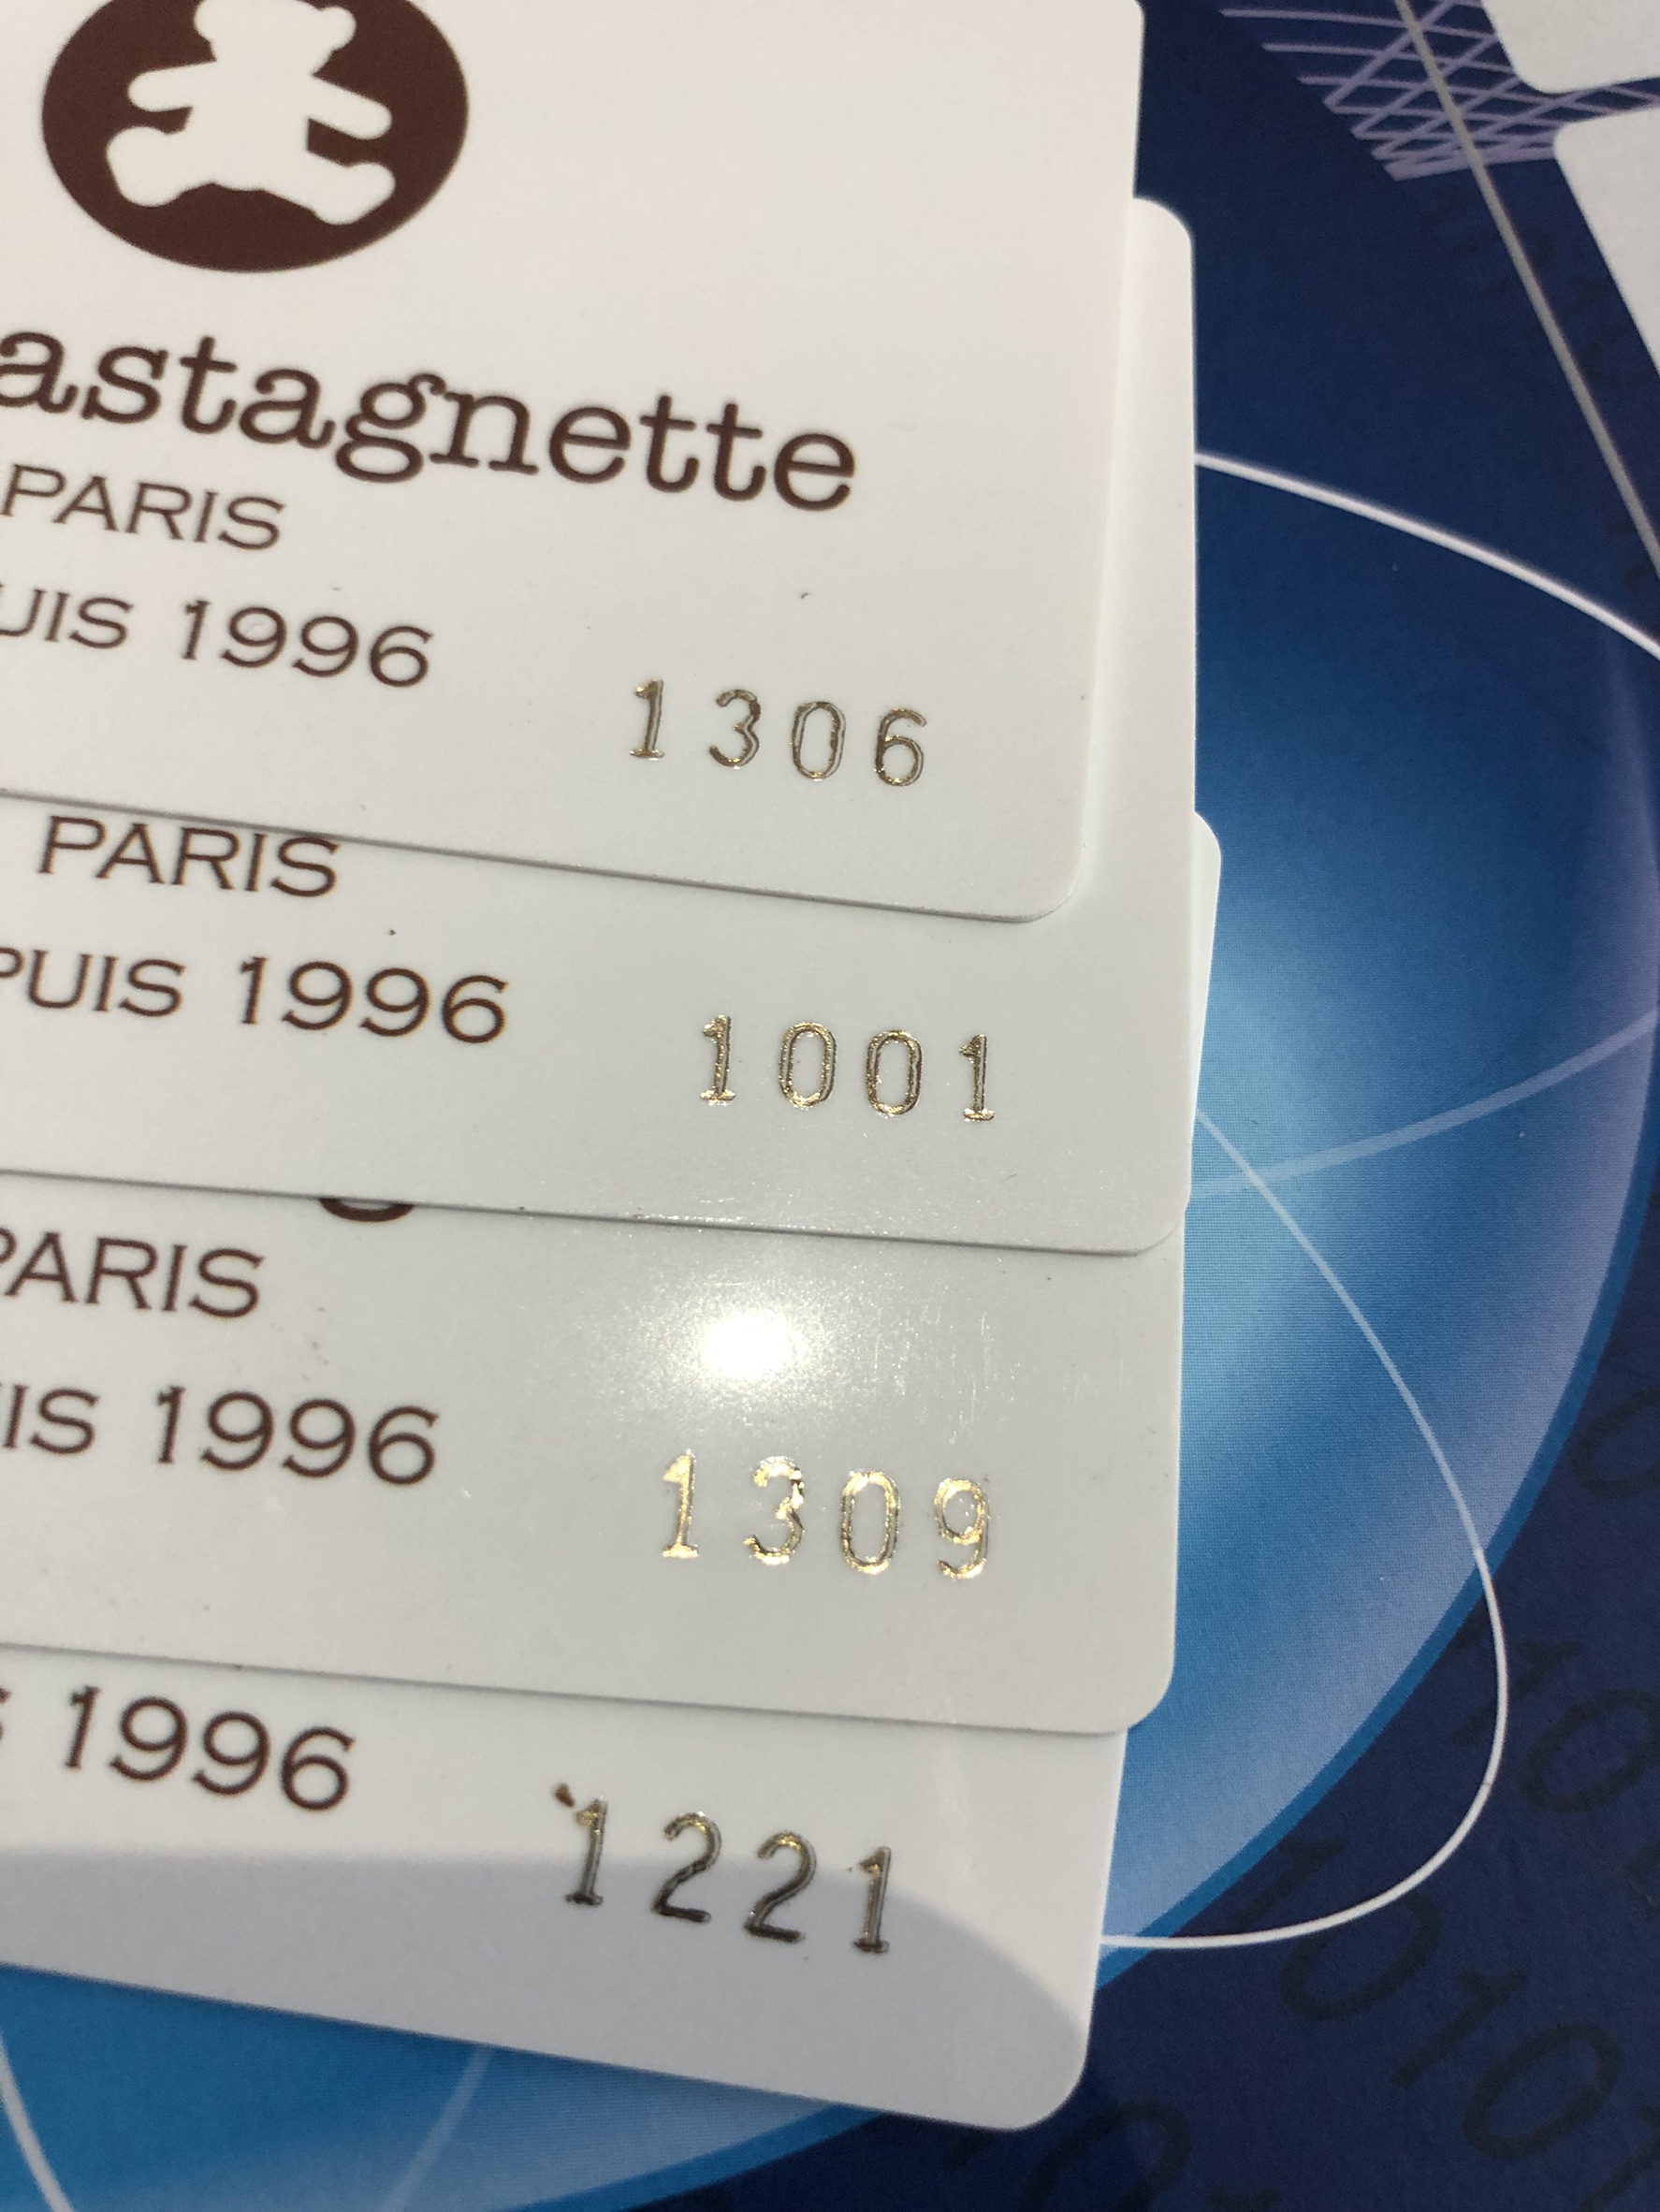 astagnette
PARIS
UIS 1996
1306
PARIS
PUIS 1996
1001
PARIS
IS 1996
1309
S 1996
1221